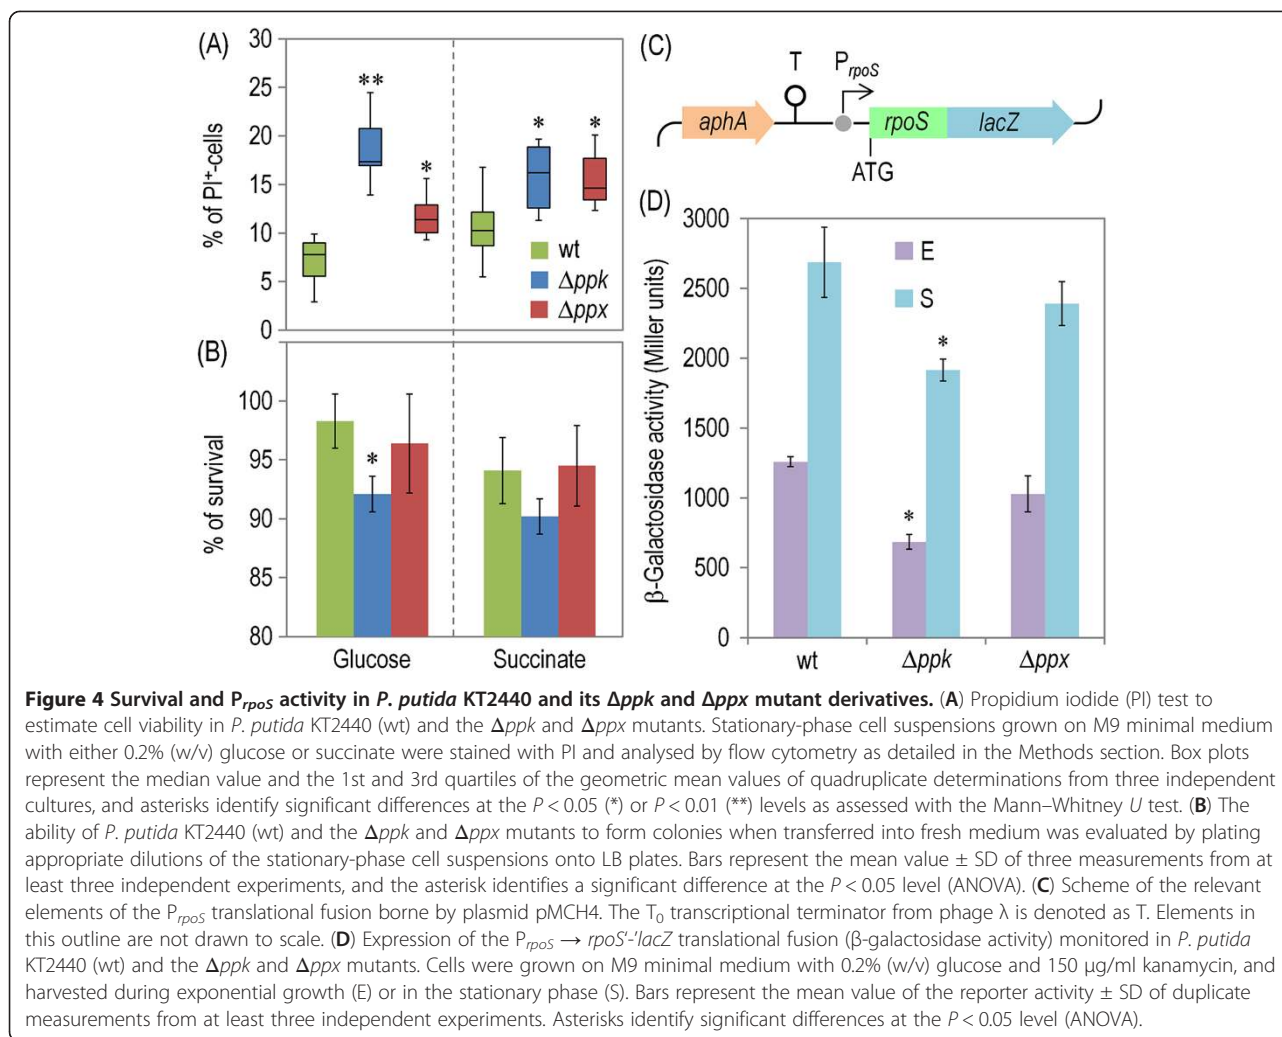 (A)
30
25
20
15
10
5
0
% of PI⁺-cells
**
*
*
*
wt
Δppk
Δppx
(B)
100
95
90
85
80
% of survival
*
Glucose
Succinate
(C)
T
PrpoS
aphA
rpoS
lacZ
ATG
(D)
3000
2500
2000
1500
1000
500
0
β-Galactosidase activity (Miller units)
E
S
*
*
wt
Δppk
Δppx
Figure 4 Survival and PrpoS activity in P. putida KT2440 and its Δppk and Δppx mutant derivatives. (A) Propidium iodide (PI) test to
estimate cell viability in P. putida KT2440 (wt) and the Δppk and Δppx mutants. Stationary-phase cell suspensions grown on M9 minimal medium
with either 0.2% (w/v) glucose or succinate were stained with PI and analysed by flow cytometry as detailed in the Methods section. Box plots
represent the median value and the 1st and 3rd quartiles of the geometric mean values of quadruplicate determinations from three independent
cultures, and asterisks identify significant differences at the P < 0.05 (*) or P < 0.01 (**) levels as assessed with the Mann–Whitney U test. (B) The
ability of P. putida KT2440 (wt) and the Δppk and Δppx mutants to form colonies when transferred into fresh medium was evaluated by plating
appropriate dilutions of the stationary-phase cell suspensions onto LB plates. Bars represent the mean value ± SD of three measurements from at
least three independent experiments, and the asterisk identifies a significant difference at the P < 0.05 level (ANOVA). (C) Scheme of the relevant
elements of the PrpoS translational fusion borne by plasmid pMCH4. The T₀ transcriptional terminator from phage λ is denoted as T. Elements in
this outline are not drawn to scale. (D) Expression of the PrpoS → rpoS'-'lacZ translational fusion (β-galactosidase activity) monitored in P. putida
KT2440 (wt) and the Δppk and Δppx mutants. Cells were grown on M9 minimal medium with 0.2% (w/v) glucose and 150 μg/ml kanamycin, and
harvested during exponential growth (E) or in the stationary phase (S). Bars represent the mean value of the reporter activity ± SD of duplicate
measurements from at least three independent experiments. Asterisks identify significant differences at the P < 0.05 level (ANOVA).